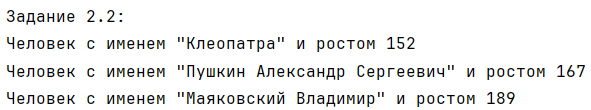 Задание 2.2:
Человек с именем "Клеопатра" и ростом 152
Человек с именем "Пушкин Александр Сергеевич" и ростом 167
Человек с именем "Маяковский Владимир" и ростом 189